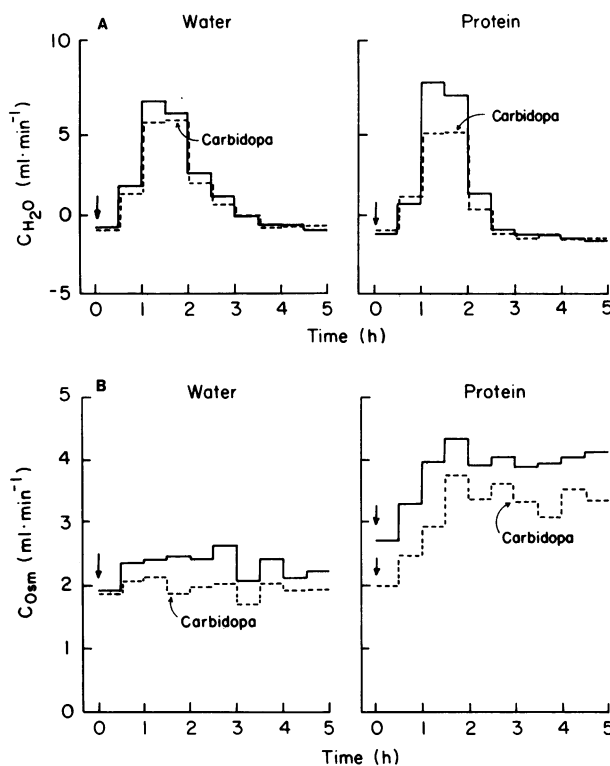 A
Water
Protein
10
5
0
-5
C_H2O (ml·min⁻¹)
Carbidopa
Carbidopa
0 1 2 3 4 5
0 1 2 3 4 5
Time (h)
B
Water
Protein
5
4
3
2
1
0
C_Osm (ml·min⁻¹)
Carbidopa
Carbidopa
0 1 2 3 4 5
0 1 2 3 4 5
Time (h)